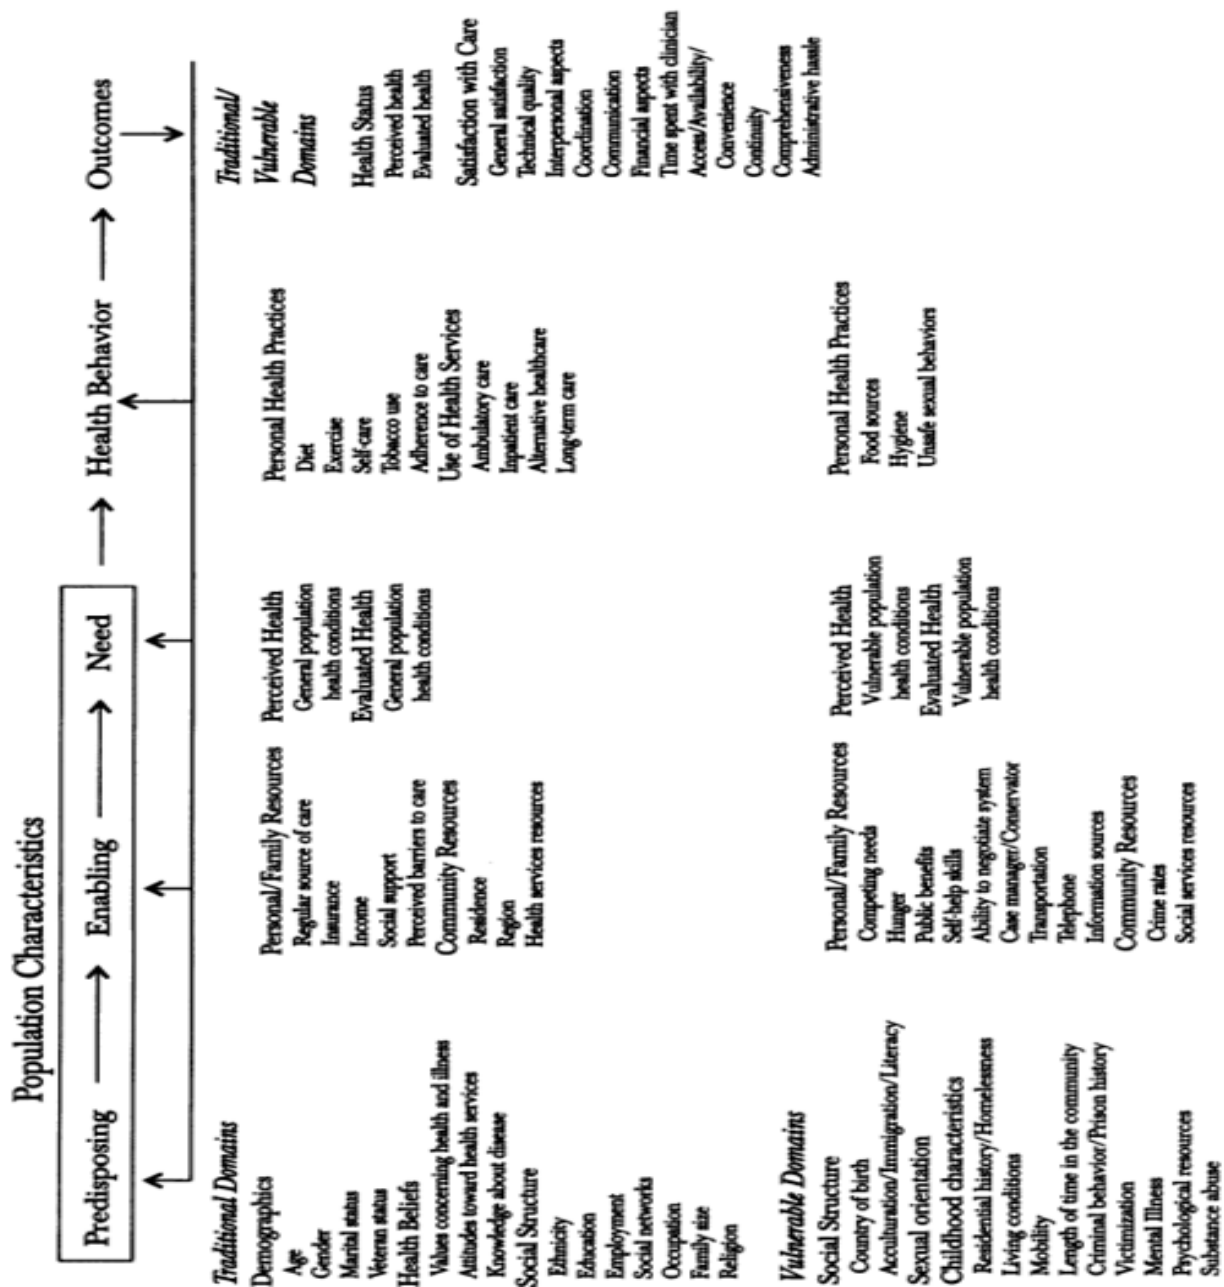 Population Characteristics
Predisposing
Enabling
Need
Health Behavior
Outcomes
Traditional Domains
Demographics
Age
Gender
Marital status
Veteran status
Health Beliefs
Values concerning health and illness
Attitudes toward health services
Knowledge about disease
Social Structure
Ethnicity
Education
Employment
Social networks
Occupation
Family size
Religion
Personal/Family Resources
Regular source of care
Insurance
Income
Social support
Perceived barriers to care
Community Resources
Residence
Region
Health services resources
Perceived Health
General population
health conditions
Evaluated Health
General population
health conditions
Personal Health Practices
Diet
Exercise
Self-care
Tobacco use
Adherence to care
Use of Health Services
Ambulatory care
Inpatient care
Alternative healthcare
Long-term care
Traditional/
Vulnerable
Domains
Health Status
Perceived health
Evaluated health
Satisfaction with Care
General satisfaction
Technical quality
Interpersonal aspects
Coordination
Communication
Financial aspects
Time spent with clinician
Access/Availability/
Convenience
Continuity
Comprehensiveness
Administrative hassle
Vulnerable Domains
Social Structure
Country of birth
Acculturation/Immigration/Literacy
Sexual orientation
Childhood characteristics
Residential history/Homelessness
Living conditions
Mobility
Length of time in the community
Criminal behavior/Prison history
Victimization
Mental Illness
Psychological resources
Substance abuse
Personal/Family Resources
Competing needs
Hunger
Public benefits
Self-help skills
Ability to negotiate system
Case manager/Conservator
Transportation
Telephone
Information sources
Community Resources
Crime rates
Social services resources
Perceived Health
Vulnerable population
health conditions
Evaluated Health
Vulnerable population
health conditions
Personal Health Practices
Food sources
Hygiene
Unsafe sexual behaviors